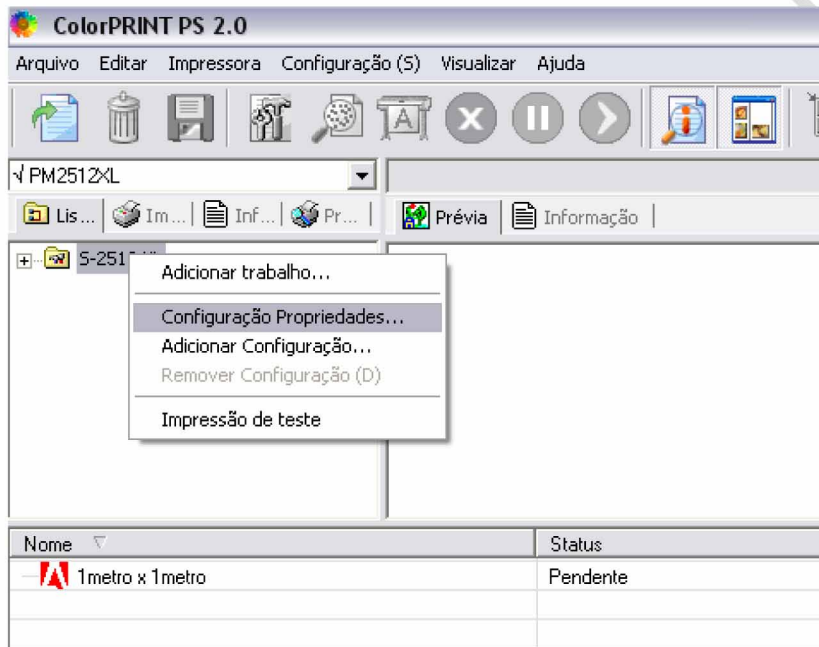 ColorPRINT PS 2.0
Arquivo Editar Impressora Configuração (S) Visualizar Ajuda
√ PM2512XL
Lis... Im... Inf... Pr... Prévia Informação
S-251
Adicionar trabalho...
Configuração Propriedades...
Adicionar Configuração...
Remover Configuração (D)
Impressão de teste
Nome Status
1metro x 1metro Pendente